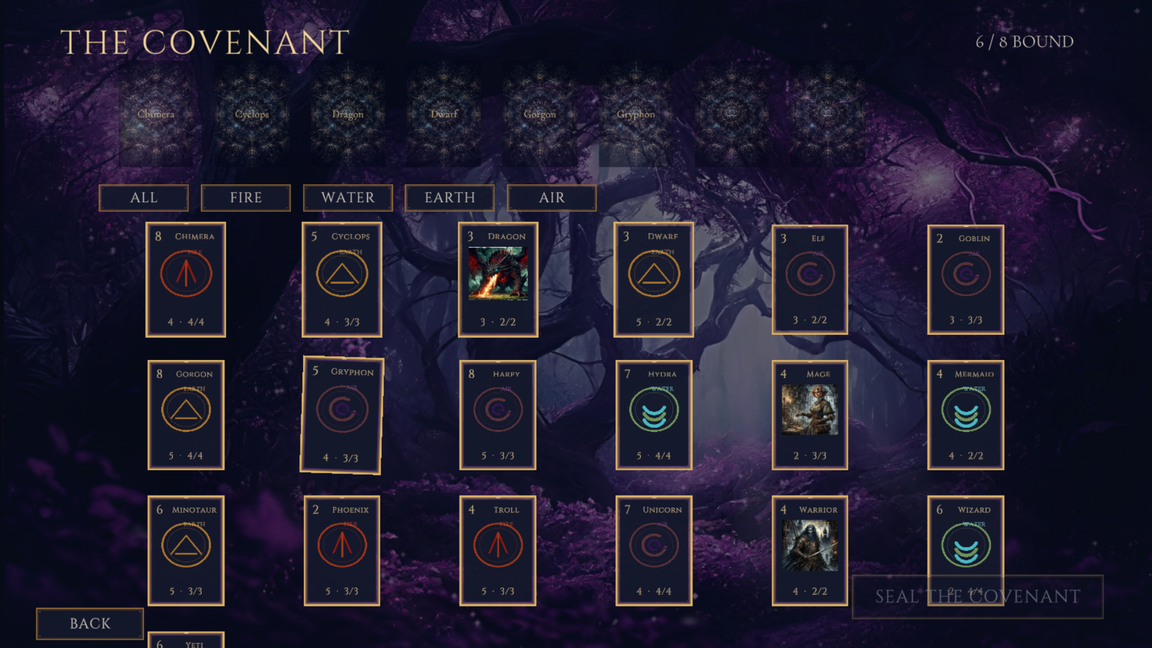 THE COVENANT
6 / 8 BOUND
Chimera Cyclops Dragon Dwarf Gorgon Gryphon
ALL FIRE WATER EARTH AIR
8 CHIMERA
FIRE
4 · 4/4
5 CYCLOPS
EARTH
4 · 3/3
3 DRAGON
3 · 2/2
3 DWARF
EARTH
5 · 2/2
3 ELF
AIR
3 · 2/2
2 GOBLIN
AIR
3 · 3/3
8 GORGON
EARTH
5 · 4/4
5 GRYPHON
AIR
4 · 3/3
8 HARPY
AIR
5 · 3/3
7 HYDRA
WATER
5 · 4/4
4 MAGE
2 · 3/3
4 MERMAID
WATER
4 · 2/2
6 MINOTAUR
EARTH
5 · 3/3
2 PHOENIX
FIRE
5 · 3/3
4 TROLL
FIRE
5 · 3/3
7 UNICORN
AIR
4 · 4/4
4 WARRIOR
4 · 2/2
6 WIZARD
WATER
SEAL THE COVENANT
BACK
6 YETI